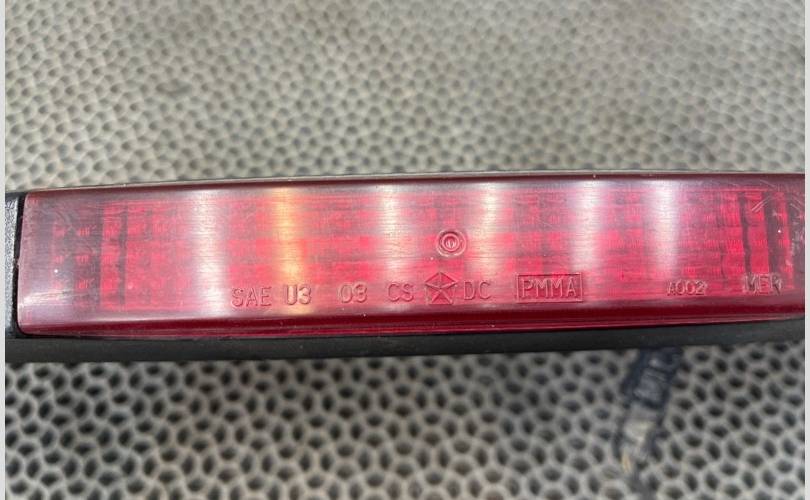 SAE U3 03 CS DC PMMA A002 MER